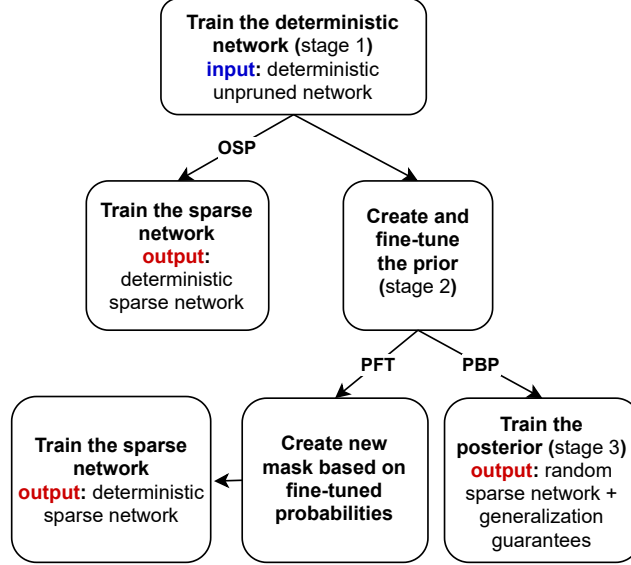 Train the deterministic
network (stage 1)
input: deterministic
unpruned network
OSP
Train the sparse
network
output:
deterministic
sparse network
Create and
fine-tune
the prior
(stage 2)
PFT
PBP
Train the sparse
network
output: deterministic
sparse network
Create new
mask based on
fine-tuned
probabilities
Train the
posterior (stage 3)
output: random
sparse network +
generalization
guarantees